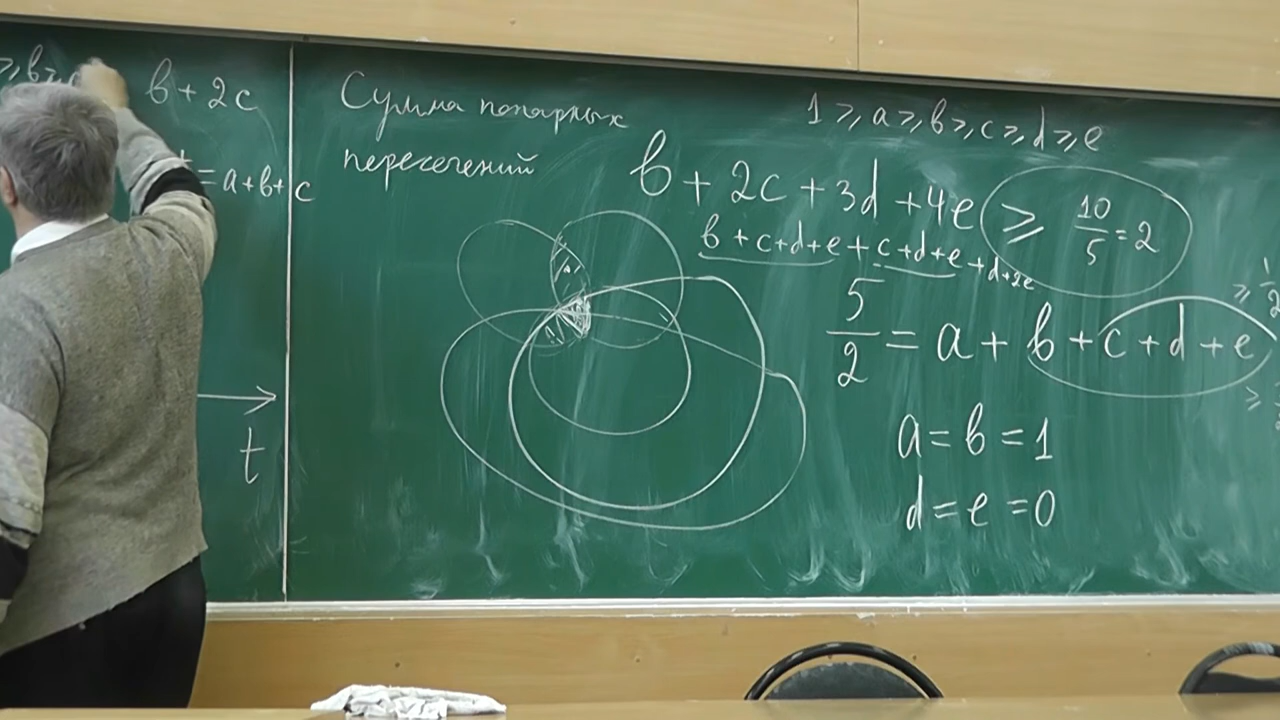 в + 2c
= a+в+c
t
Сумма попарных
пересечений
1 ⩾ a ⩾ в ⩾ c ⩾ d ⩾ e
в + 2c + 3d + 4e ⩾ 10/5 = 2
в + c + d + e + c + d + e + d + 2e
5/2 = a + в + c + d + e
a = в = 1
d = e = 0